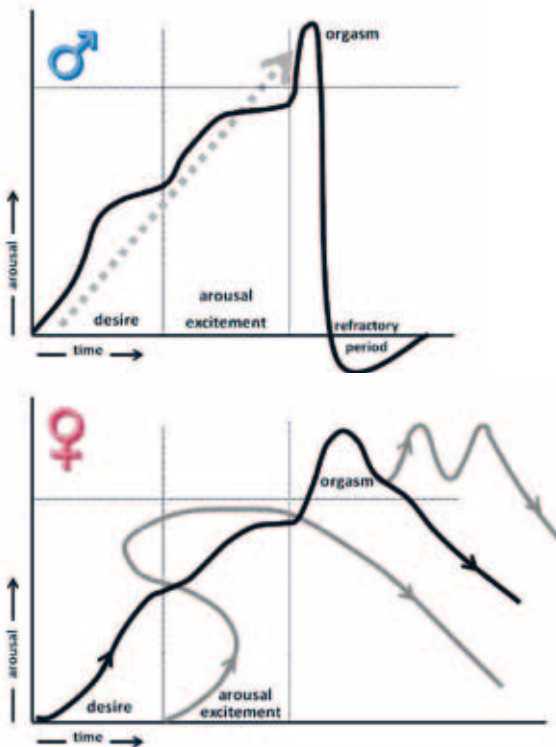 orgasm
arousal
arousal
excitement
desire
refractory
period
time
orgasm
arousal
desire
arousal
excitement
time